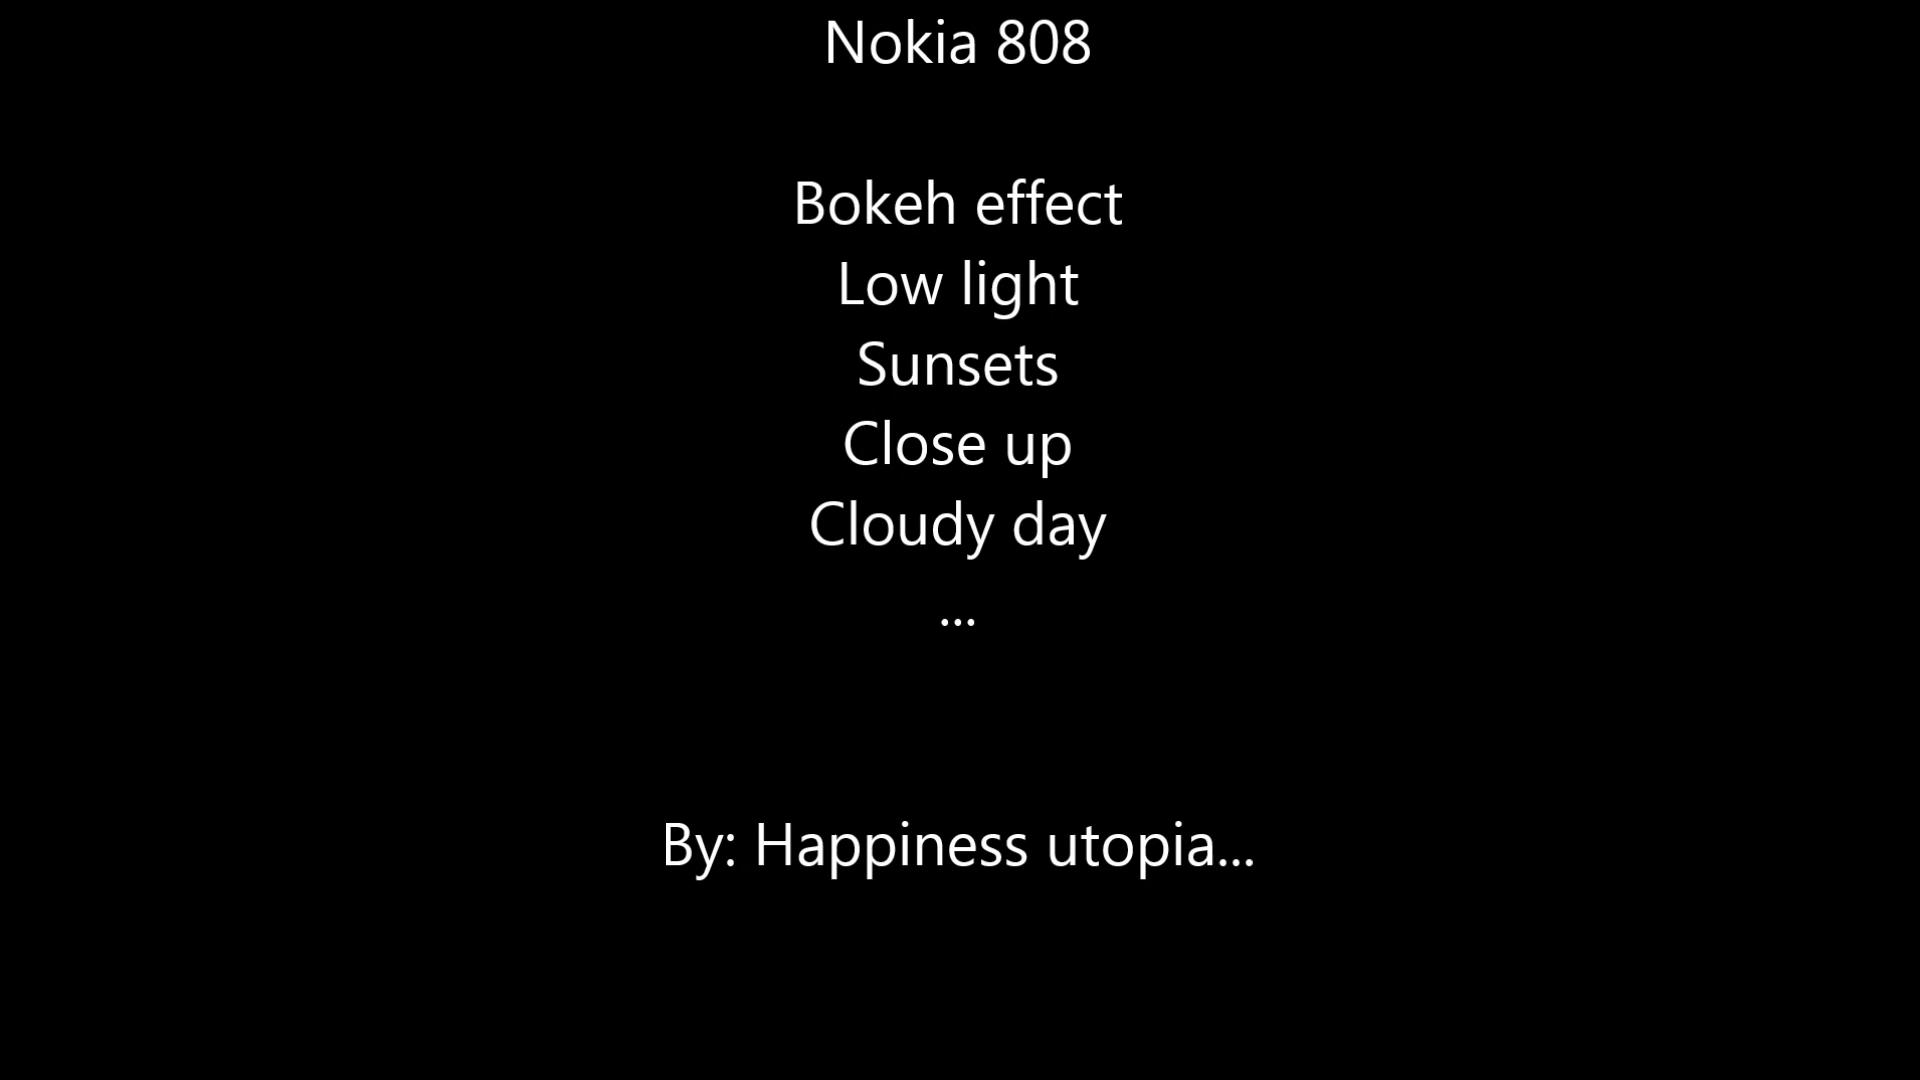 Nokia 808
Bokeh effect
Low light
Sunsets
Close up
Cloudy day
...
By: Happiness utopia...